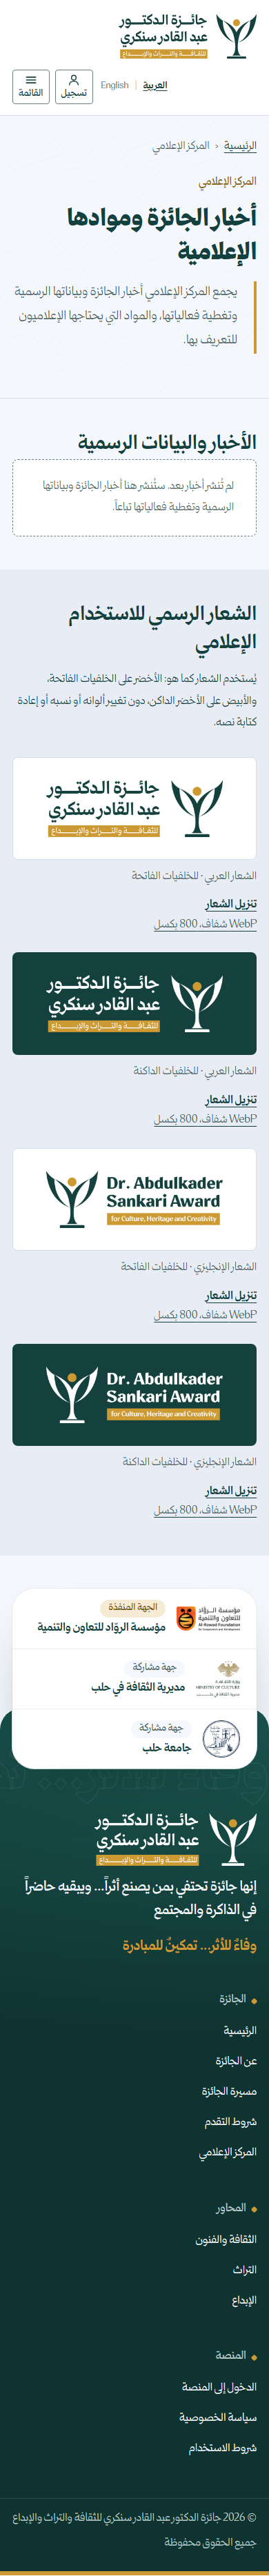 جائزة الدكتور
عبد القادر سنكري
للثقافة والتراث والإبداع
العربية
English
تسجيل
القائمة
الرئيسية › المركز الإعلامي
المركز الإعلامي
أخبار الجائزة وموادها
الإعلامية
يجمع المركز الإعلامي أخبار الجائزة وبياناتها الرسمية
وتغطية فعالياتها، والمواد التي يحتاجها الإعلاميون
للتعريف بها.
الأخبار والبيانات الرسمية
لم تُنشر أخبار بعد. ستُنشر هنا أخبار الجائزة وبياناتها
الرسمية وتغطية فعالياتها تباعاً.
الشعار الرسمي للاستخدام
الإعلامي
يُستخدم الشعار كما هو: الأخضر على الخلفيات الفاتحة،
والأبيض على الأخضر الداكن، دون تغيير ألوانه أو نسبه أو إعادة
كتابة نصه.
جائزة الدكتور
عبد القادر سنكري
للثقافة والتراث والإبداع
الشعار العربي · للخلفيات الفاتحة
تنزيل الشعار
WebP شفاف، 800 بكسل
جائزة الدكتور
عبد القادر سنكري
للثقافة والتراث والإبداع
الشعار العربي · للخلفيات الداكنة
تنزيل الشعار
WebP شفاف، 800 بكسل
Dr. Abdulkader
Sankari Award
for Culture, Heritage and Creativity
الشعار الإنجليزي · للخلفيات الفاتحة
تنزيل الشعار
WebP شفاف، 800 بكسل
Dr. Abdulkader
Sankari Award
for Culture, Heritage and Creativity
الشعار الإنجليزي · للخلفيات الداكنة
تنزيل الشعار
WebP شفاف، 800 بكسل
الجهة المنفذة
مؤسسة الروّاد للتعاون والتنمية
جهة مشاركة
مديرية الثقافة في حلب
MINISTRY OF CULTURE
جهة مشاركة
جامعة حلب
جائزة الدكتور
عبد القادر سنكري
للثقافة والتراث والإبداع
إنها جائزة تحتفي بمن يصنع أثراً... ويبقيه حاضراً
في الذاكرة والمجتمع
وفاءً للأثر... تمكينٌ للمبادرة
الجائزة
الرئيسية
عن الجائزة
مسيرة الجائزة
شروط التقدم
المركز الإعلامي
المحاور
الثقافة والفنون
التراث
الإبداع
المنصة
الدخول إلى المنصة
سياسة الخصوصية
شروط الاستخدام
© 2026 جائزة الدكتور عبد القادر سنكري للثقافة والتراث والإبداع
جميع الحقوق محفوظة